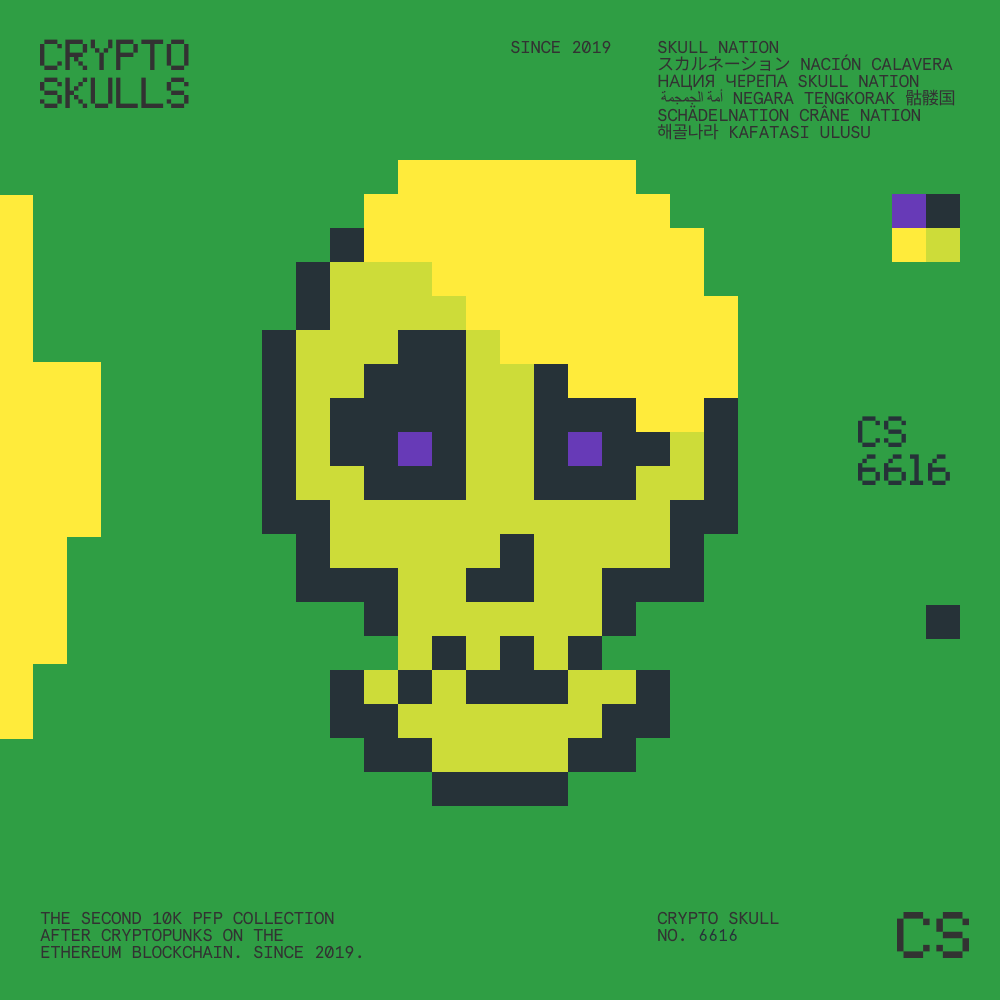 CRYPTO
SKULLS
SINCE 2019
SKULL NATION
スカルネーション NACIÓN CALAVERA
НАЦИЯ ЧЕРЕПА SKULL NATION
أمة الجمجمة NEGARA TENGKORAK 骷髅国
SCHÄDELNATION CRÂNE NATION
해골나라 KAFATASI ULUSU
CS
6616
THE SECOND 10K PFP COLLECTION
AFTER CRYPTOPUNKS ON THE
ETHEREUM BLOCKCHAIN. SINCE 2019.
CRYPTO SKULL
NO. 6616
CS